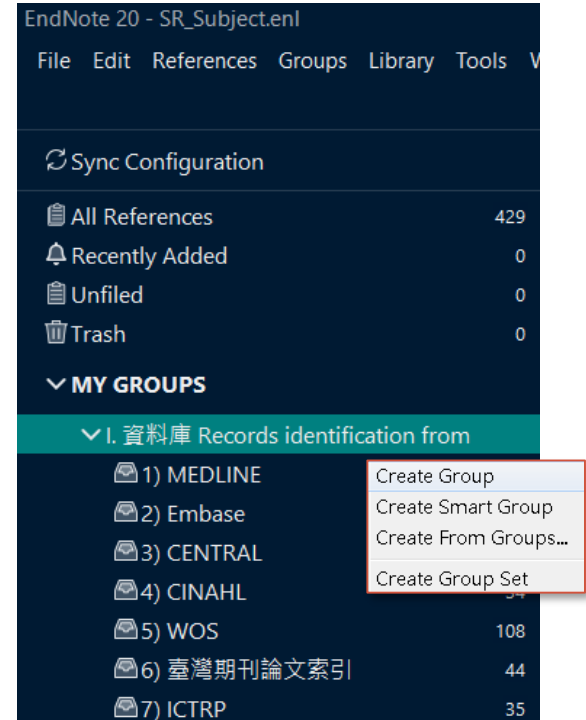 EndNote 20 - SR_Subject.enl
File Edit References Groups Library Tools
Sync Configuration
All References 429
Recently Added 0
Unfiled 0
Trash 0
MY GROUPS
I. 資料庫 Records identification from
1) MEDLINE
Create Group
2) Embase
Create Smart Group
3) CENTRAL
Create From Groups...
4) CINAHL
Create Group Set
5) WOS 108
6) 臺灣期刊論文索引 44
7) ICTRP 35